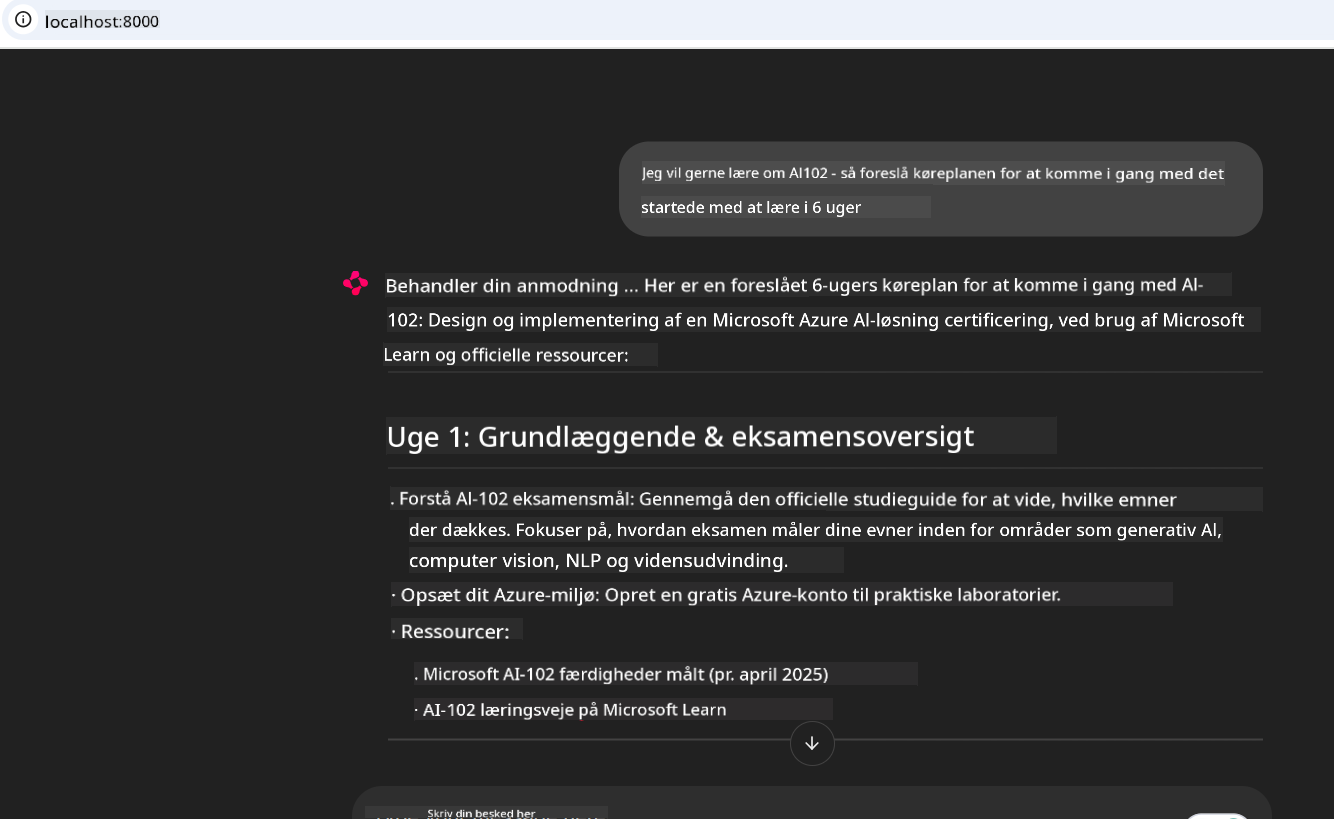 localhost:8000
Jeg vil gerne lære om AI102 - så foreslå køreplanen for at komme i gang med det
startede med at lære i 6 uger
Behandler din anmodning ... Her er en foreslået 6-ugers køreplan for at komme i gang med AI-
102: Design og implementering af en Microsoft Azure AI-løsning certificering, ved brug af Microsoft
Learn og officielle ressourcer:
Uge 1: Grundlæggende & eksamensoversigt
. Forstå AI-102 eksamensmål: Gennemgå den officielle studieguide for at vide, hvilke emner
der dækkes. Fokuser på, hvordan eksamen måler dine evner inden for områder som generativ AI,
computer vision, NLP og vidensudvinding.
· Opsæt dit Azure-miljø: Opret en gratis Azure-konto til praktiske laboratorier.
· Ressourcer:
. Microsoft AI-102 færdigheder målt (pr. april 2025)
· AI-102 læringsveje på Microsoft Learn
Skriv din besked her